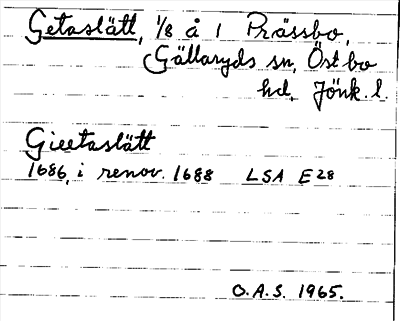 Getaslätt, 1/8 å 1 Prässbo,
Gällaryds sn, Östbo
hd, Jönk. l.
Gieetaslätt
1686, i renov. 1688 LSA E28
O.A.S. 1965.